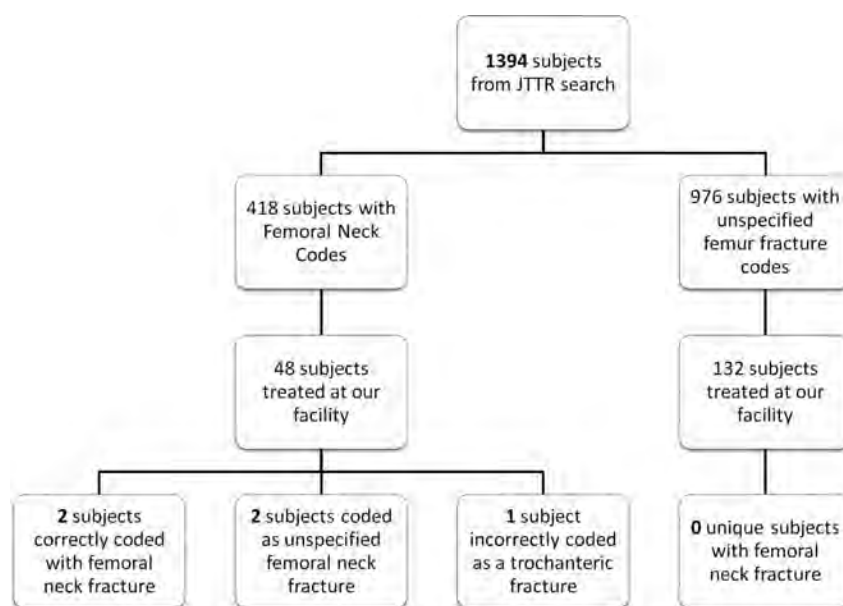 1394 subjects
from JTTR search
418 subjects with
Femoral Neck
Codes
976 subjects with
unspecified
femur fracture
codes
48 subjects
treated at our
facility
132 subjects
treated at our
facility
2 subjects
correctly coded
with femoral
neck fracture
2 subjects coded
as unspecified
femoral neck
fracture
1 subject
incorrectly coded
as a trochanteric
fracture
0 unique subjects
with femoral
neck fracture